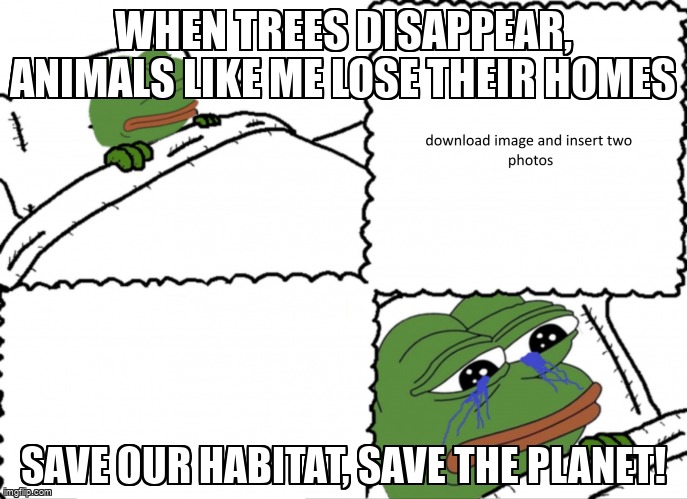 WHEN TREES DISAPPEAR,
ANIMALS LIKE ME LOSE THEIR HOMES
download image and insert two
photos
SAVE OUR HABITAT, SAVE THE PLANET!
imgflip.com